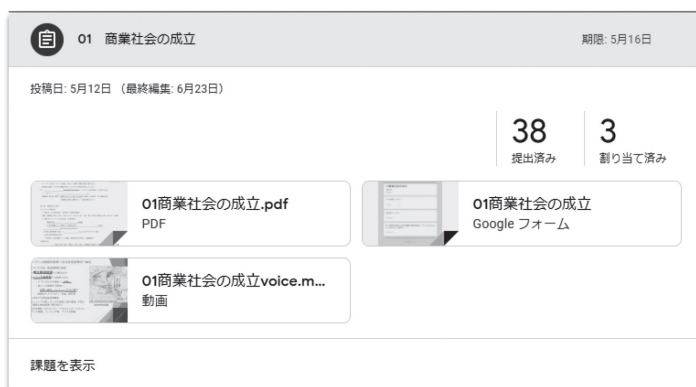 01 商業社会の成立
期限: 5月16日
投稿日: 5月12日 （最終編集: 6月23日）
38
提出済み
3
割り当て済み
01商業社会の成立.pdf
PDF
01商業社会の成立
Google フォーム
01商業社会の成立voice.m...
動画
課題を表示